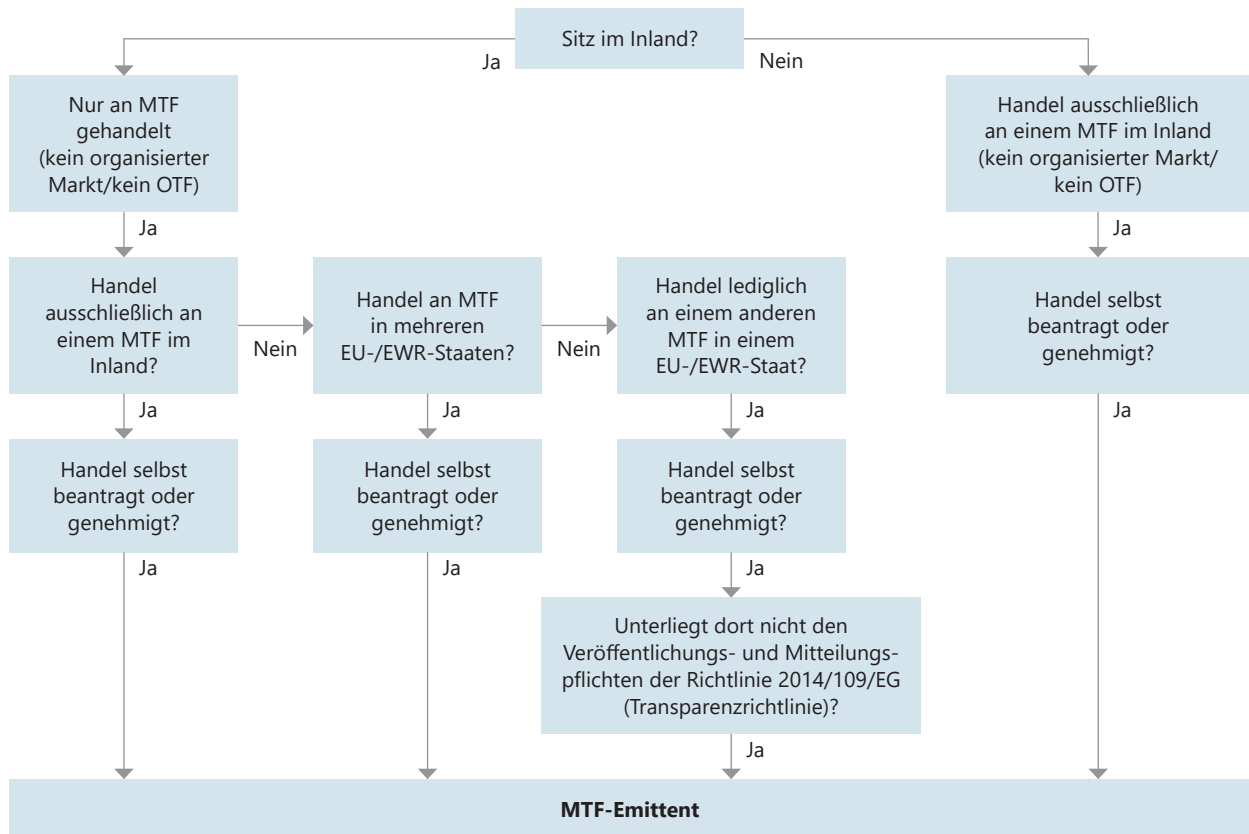 Sitz im Inland?
Ja
Nein
Nur an MTF
gehandelt
(kein organisierter
Markt/kein OTF)
Handel ausschließlich
an einem MTF im Inland
(kein organisierter Markt/
kein OTF)
Ja
Ja
Handel
ausschließlich an
einem MTF im
Inland?
Nein
Handel an MTF
in mehreren
EU-/EWR-Staaten?
Nein
Handel lediglich
an einem anderen
MTF in einem
EU-/EWR-Staat?
Handel selbst
beantragt oder
genehmigt?
Ja
Ja
Ja
Ja
Handel selbst
beantragt oder
genehmigt?
Handel selbst
beantragt oder
genehmigt?
Handel selbst
beantragt oder
genehmigt?
Ja
Ja
Ja
Unterliegt dort nicht den
Veröffentlichungs- und Mitteilungs-
pflichten der Richtlinie 2014/109/EG
(Transparenzrichtlinie)?
Ja
MTF-Emittent